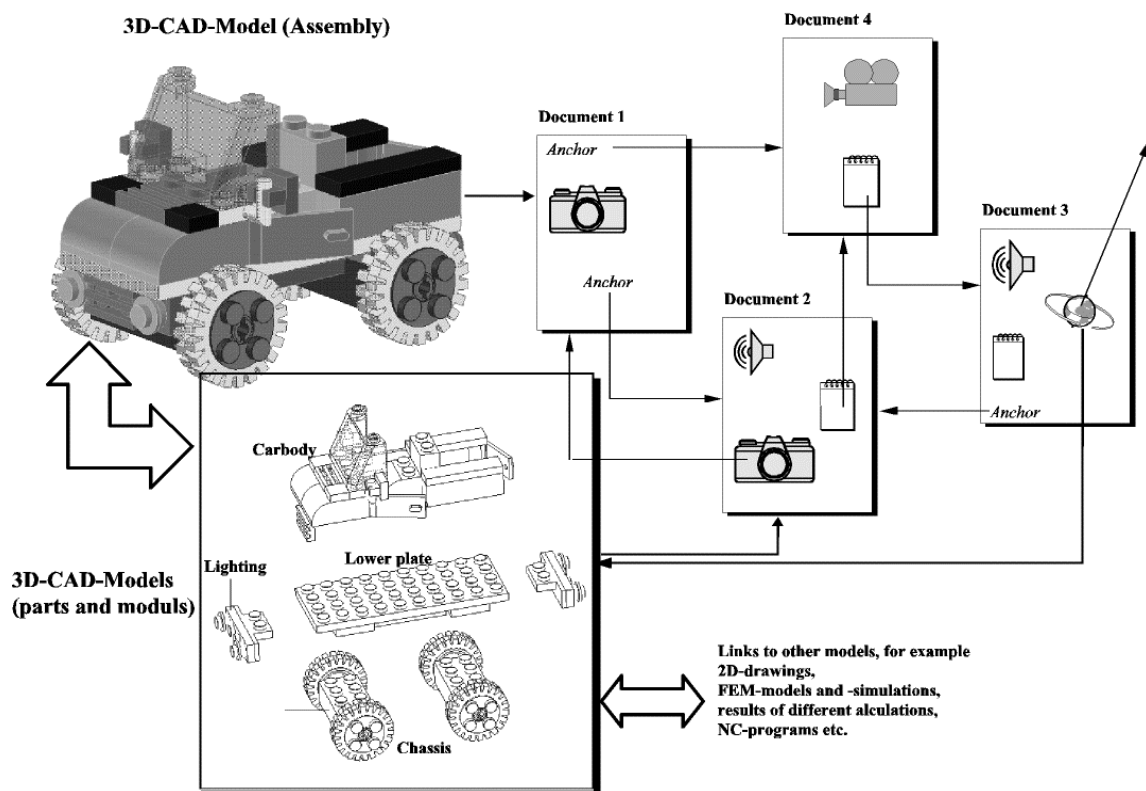 3D-CAD-Model (Assembly)
Document 4
Document 1
Anchor
Document 3
Anchor
Document 2
Anchor
Carbody
Lower plate
Lighting
3D-CAD-Models
(parts and moduls)
Chassis
Links to other models, for example
2D-drawings,
FEM-models and -simulations,
results of different alculations,
NC-programs etc.